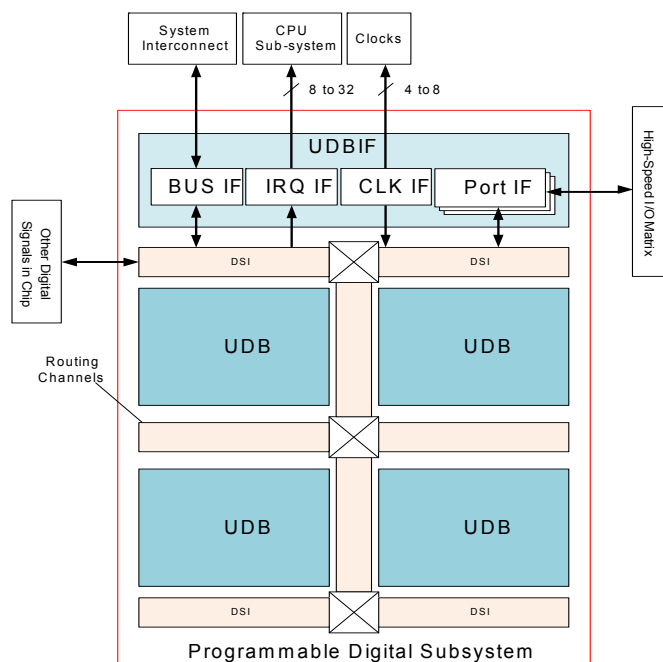 System
Interconnect
CPU
Sub-system
Clocks
8 to 32
4 to 8
High-Speed I/O Matrix
UDBIF
BUS IF
IRQ IF
CLK IF
Port IF
Other Digital
Signals in Chip
DSI
DSI
UDB
UDB
Routing
Channels
UDB
UDB
DSI
DSI
Programmable Digital Subsystem